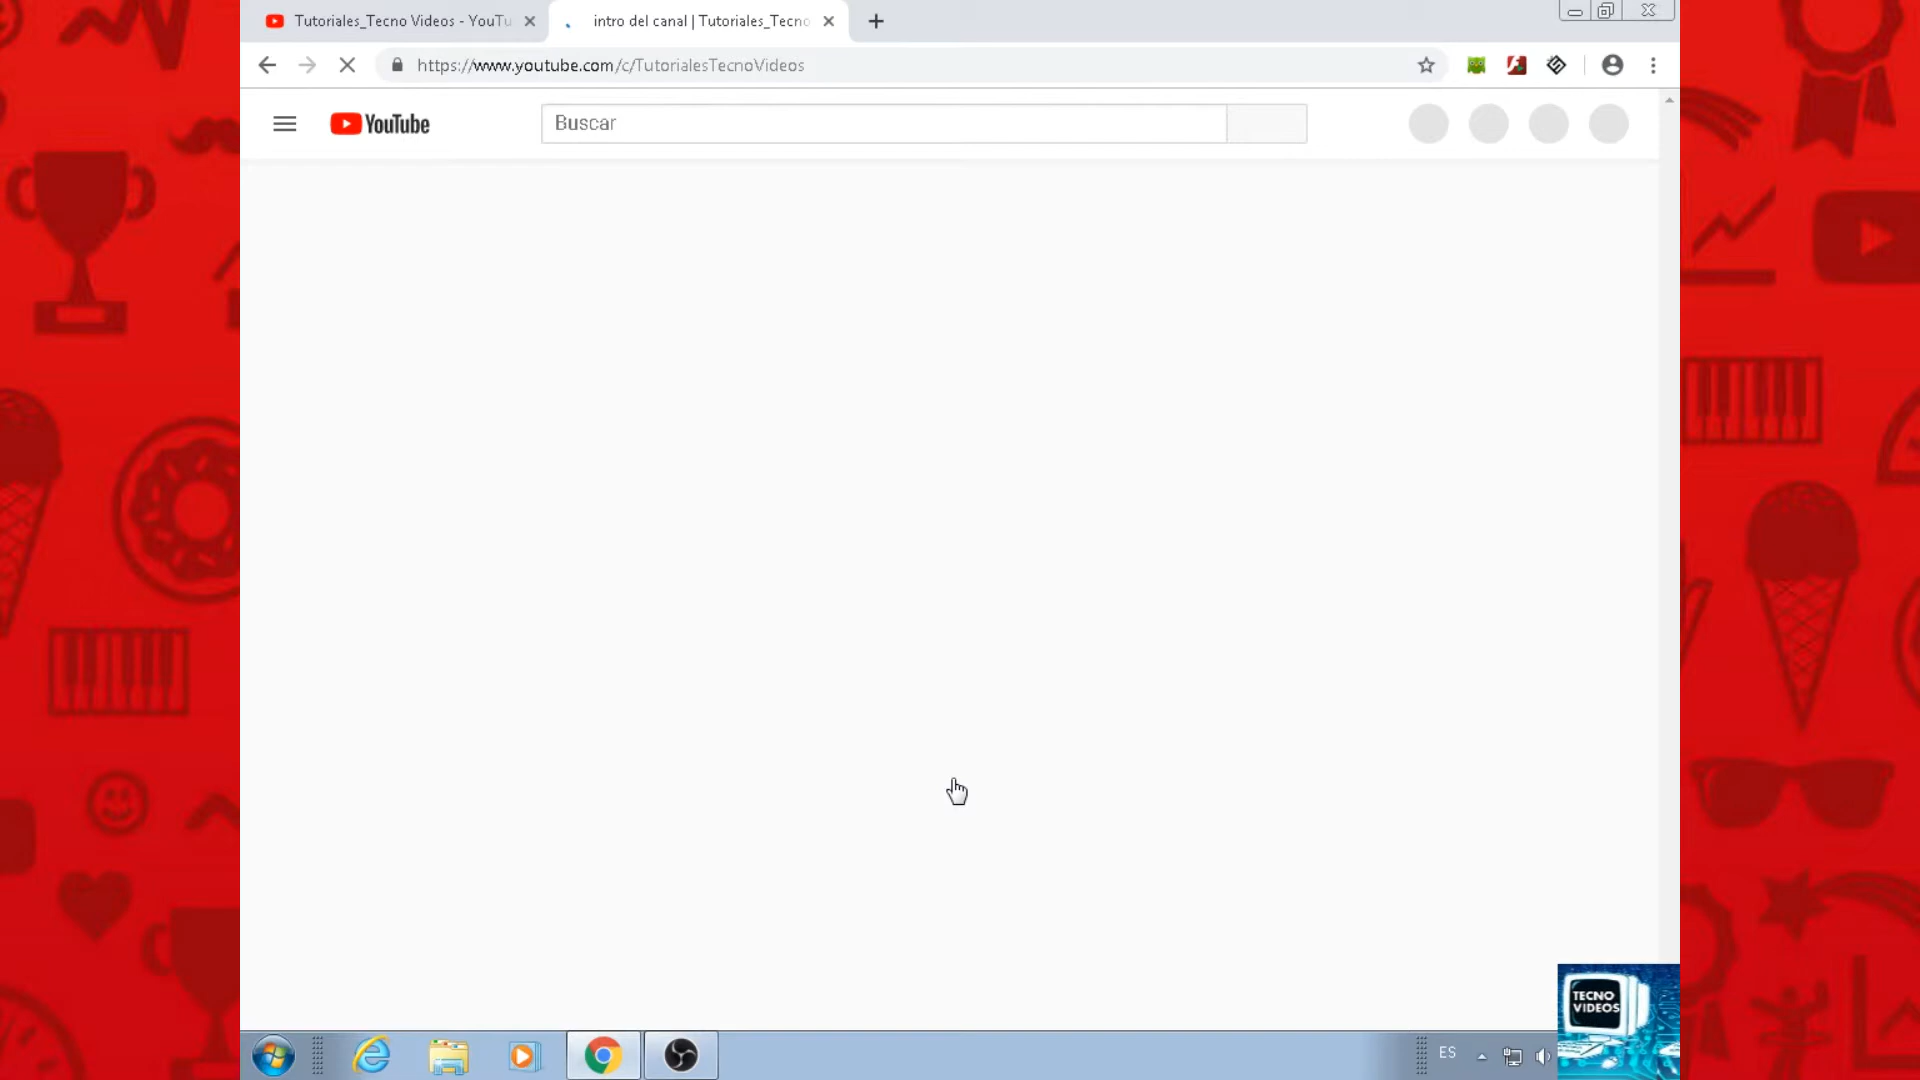 Tutoriales_Tecno Videos - YouTu
intro del canal | Tutoriales_Tecno
https://www.youtube.com/c/TutorialesTecnoVideos
YouTube
Buscar
TECNO
VIDEOS
ES